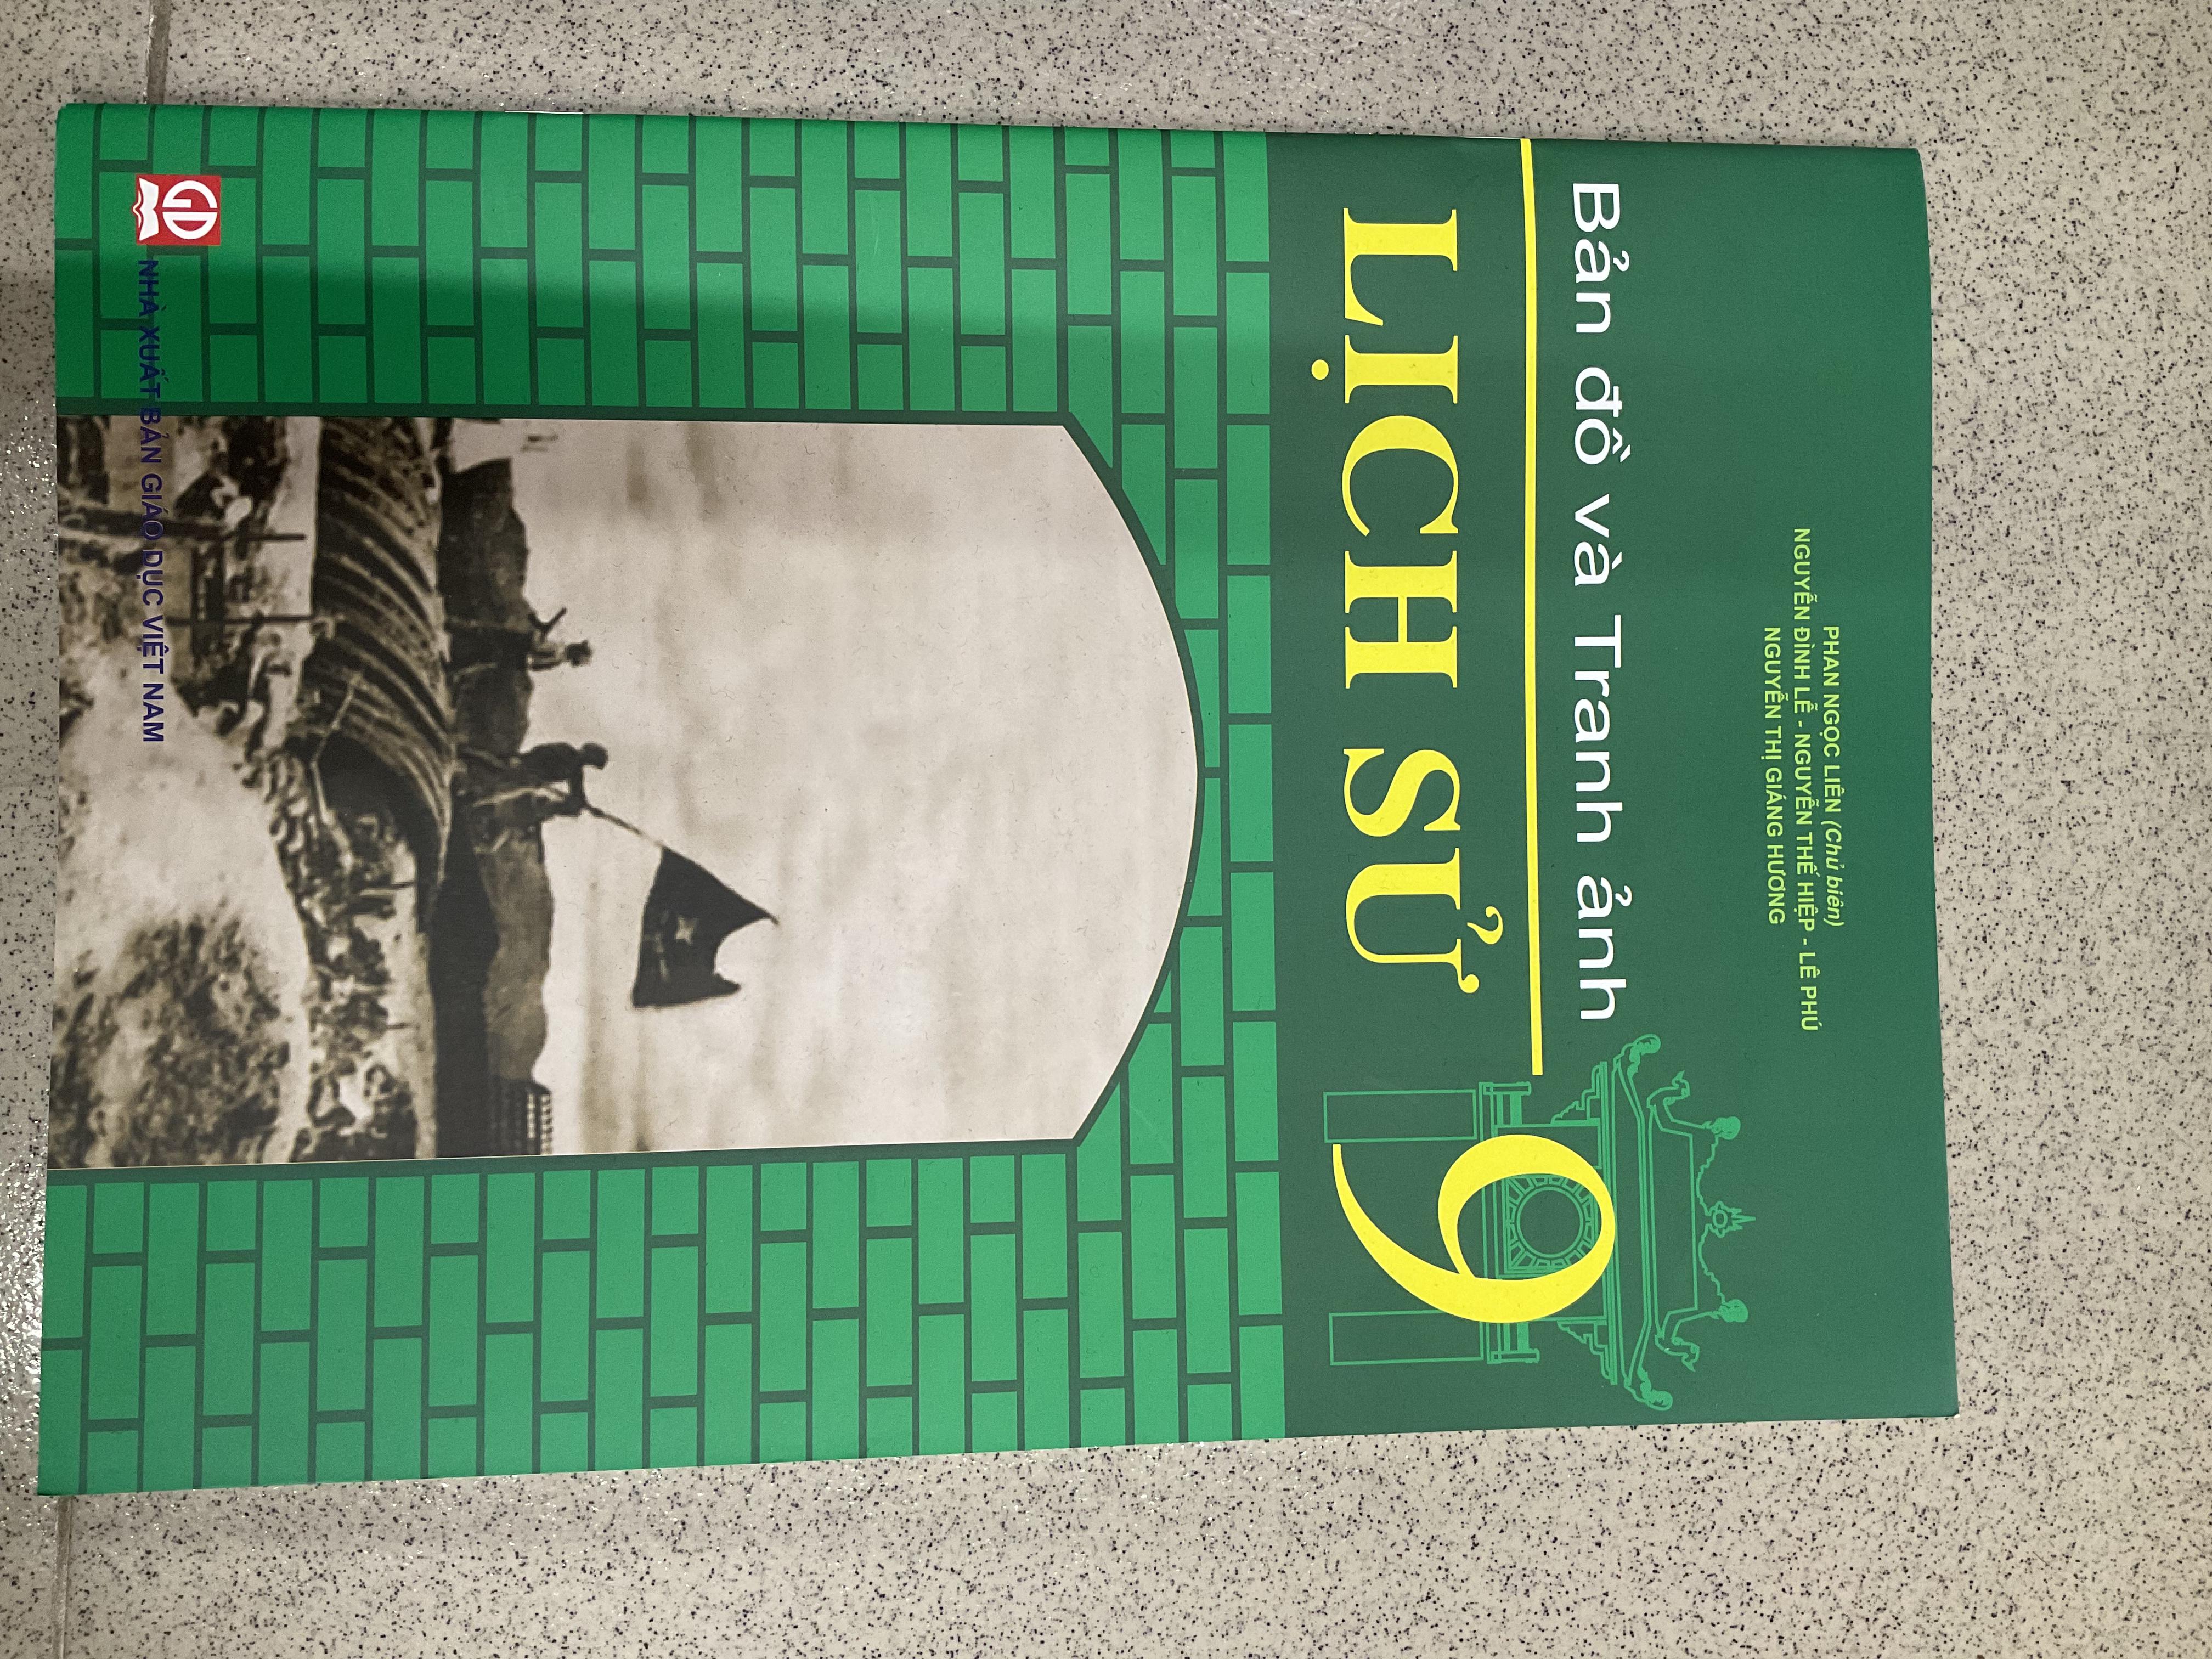 PHAN NGỌC LIÊN (Chủ biên)
NGUYỄN ĐÌNH LỄ - NGUYỄN THẾ HIỆP - LÊ PHÚ
NGUYỄN THỊ GIÁNG HƯƠNG
Bản đồ và Tranh ảnh
LỊCH SỬ 9
GD
NHÀ XUẤT BẢN GIÁO DỤC VIỆT NAM